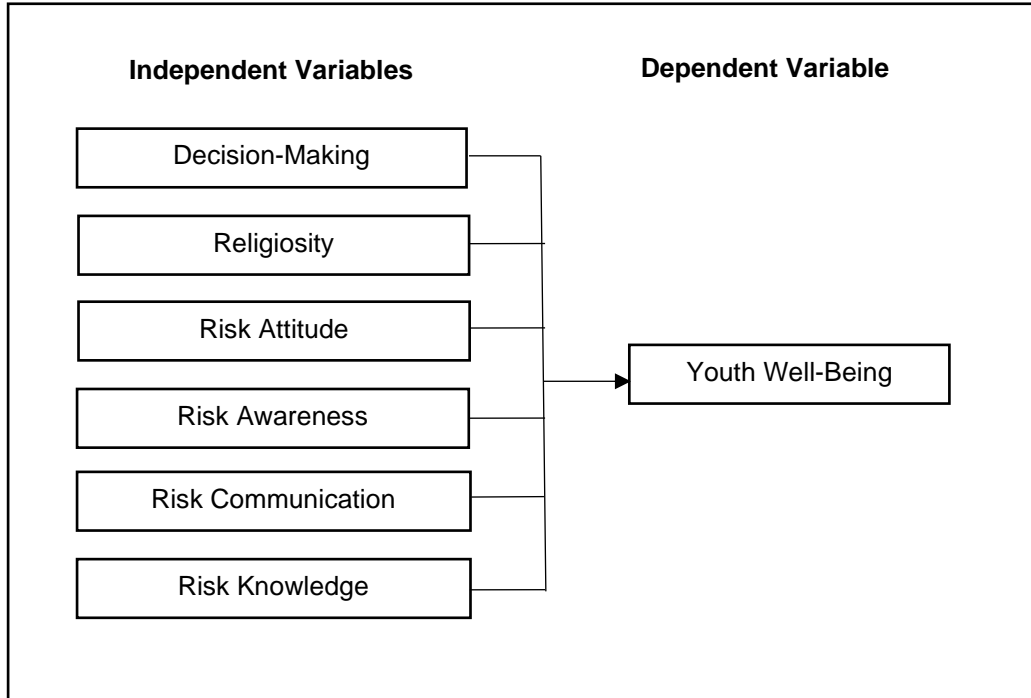 Independent Variables
Dependent Variable
Decision-Making
Religiosity
Risk Attitude
Risk Awareness
Youth Well-Being
Risk Communication
Risk Knowledge